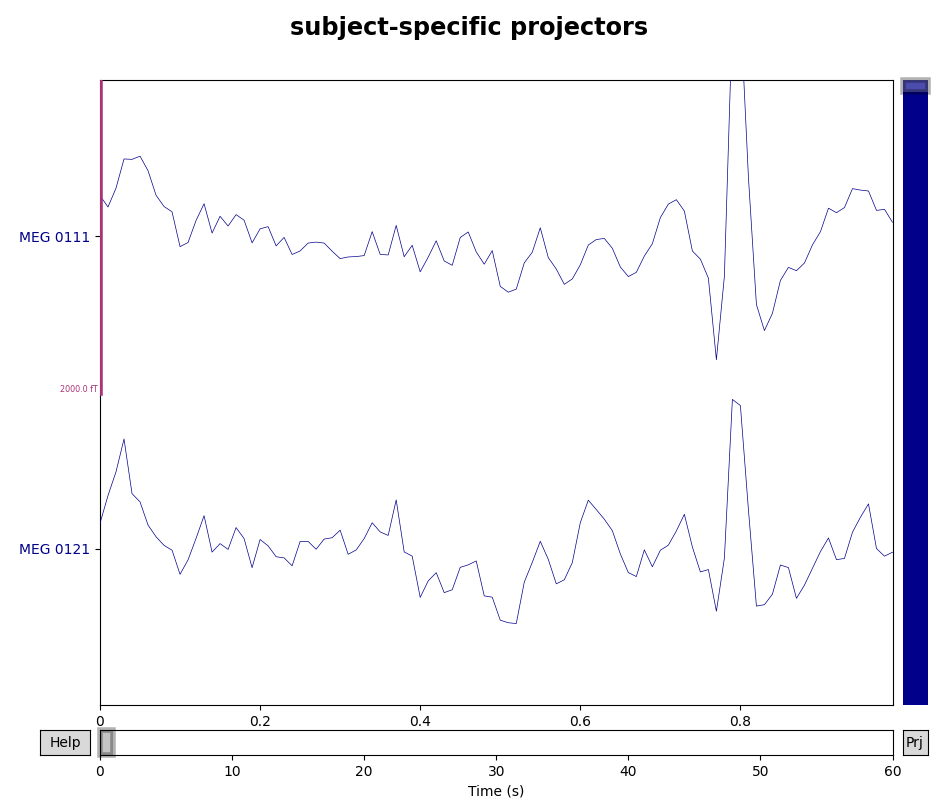 subject-specific projectors
MEG 0111
2000.0 fT
MEG 0121
0 0.2 0.4 0.6 0.8
Help
Prj
0 10 20 30 40 50 60
Time (s)